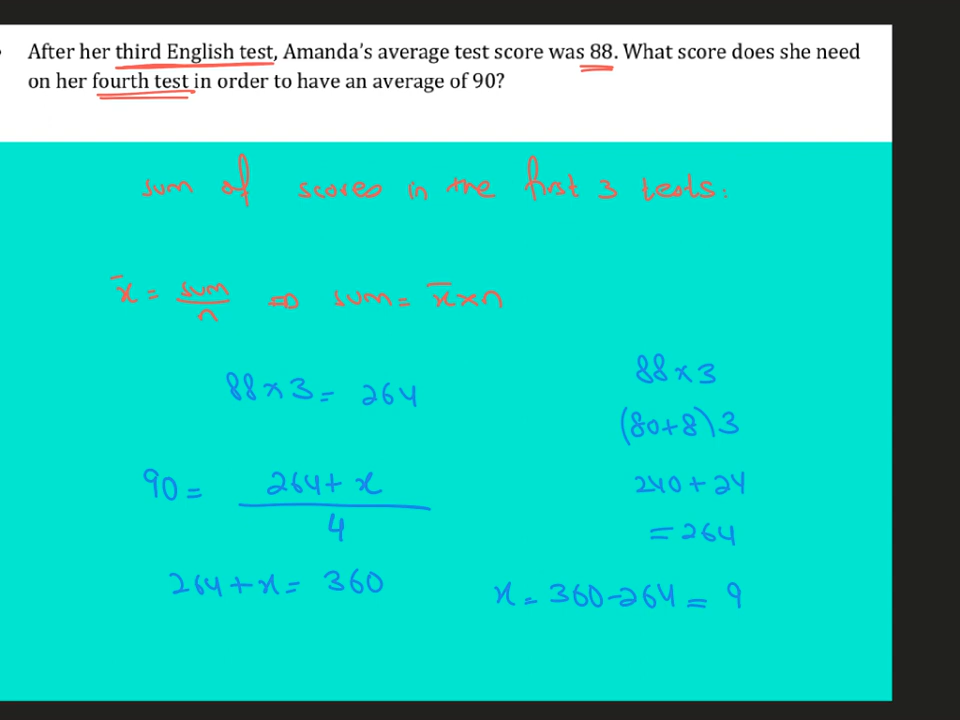 After her third English test, Amanda's average test score was 88. What score does she need
on her fourth test in order to have an average of 90?
sum of scores in the first 3 tests:
x̄ = sum/n ⇒ sum = x̄ × n
88 × 3 = 264
88 × 3
(80+8)3
90 = (264 + x)/4
240 + 24
= 264
264 + x = 360
x = 360 - 264 = 9